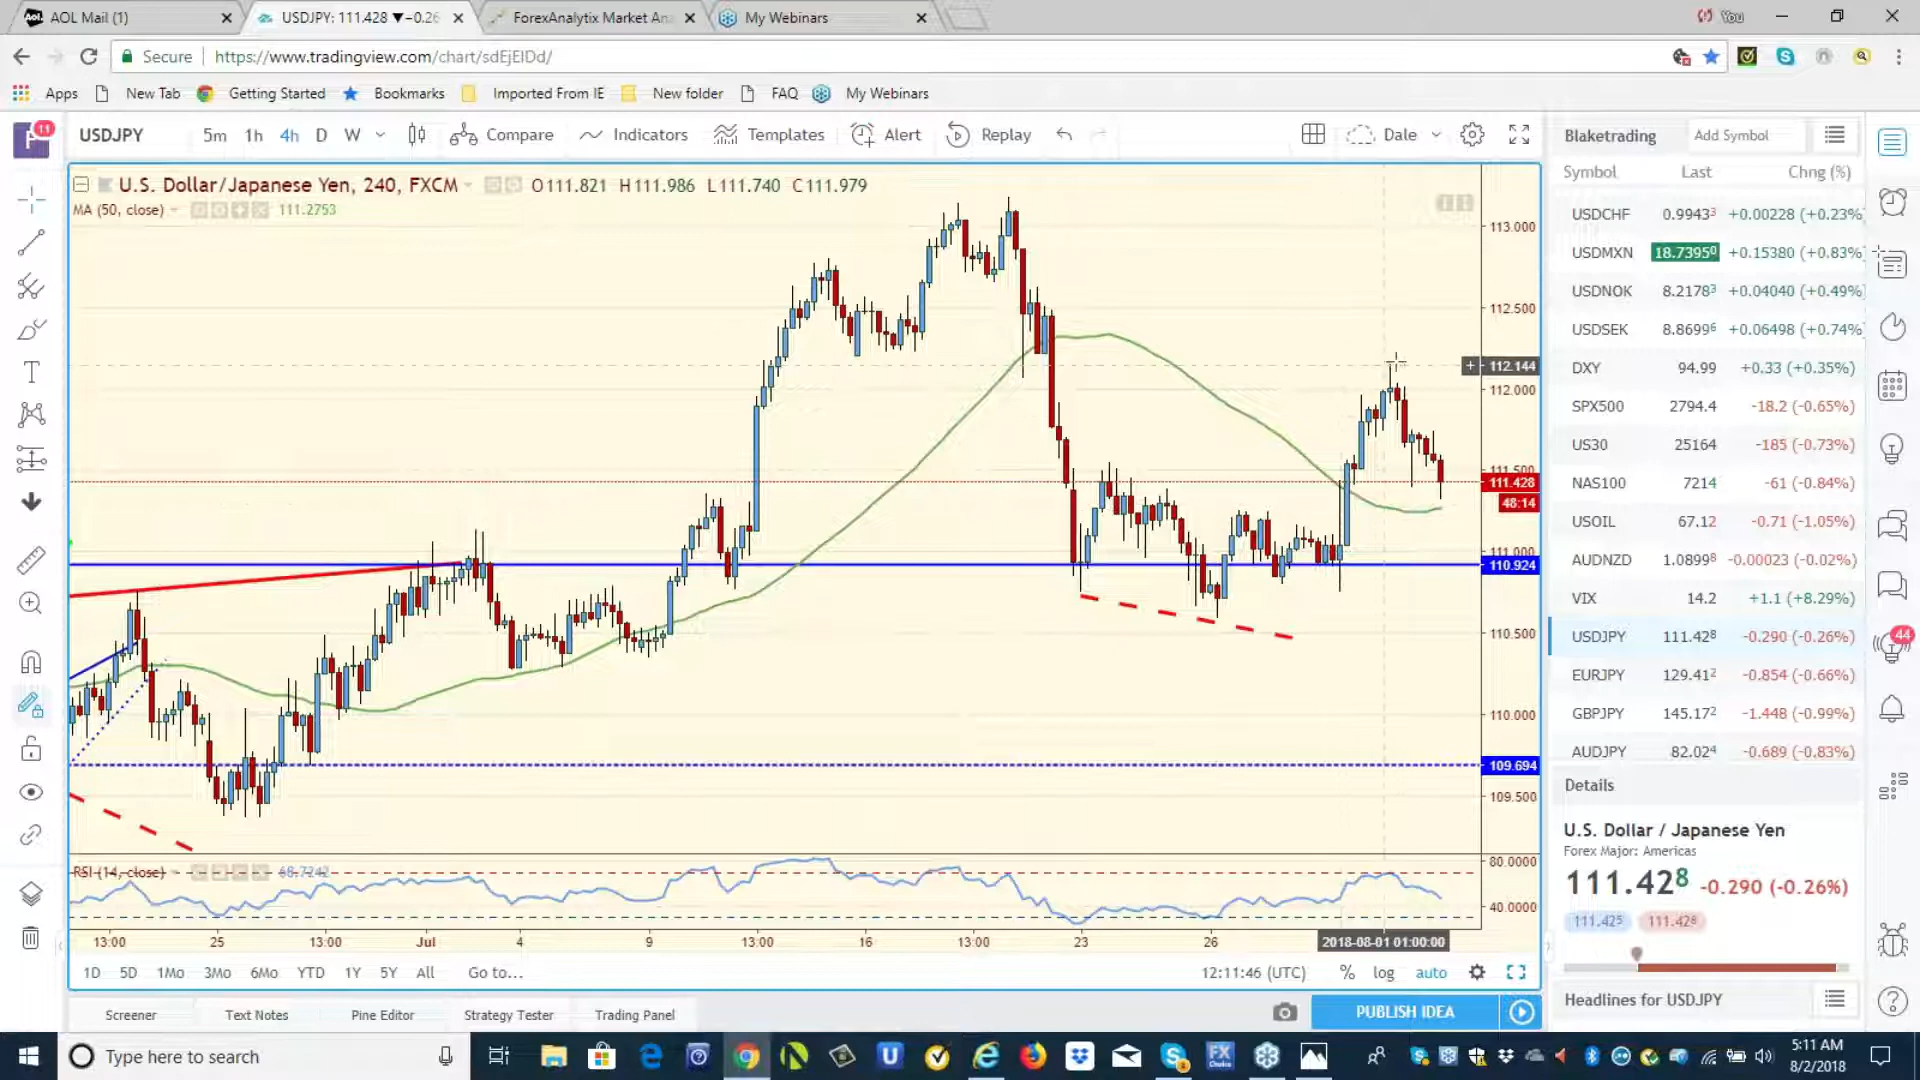 AOL Mail (1)
USDJPY: 111.428 ▼−0.26
ForexAnalytix Market An
My Webinars
You
Secure
https://www.tradingview.com/chart/sdEjEIDd/
Apps
New Tab
Getting Started
Bookmarks
Imported From IE
New folder
FAQ
My Webinars
11
USDJPY
5m 1h 4h D W
Compare
Indicators
Templates
Alert
Replay
Dale
Blaketrading
Add Symbol
U.S. Dollar/Japanese Yen, 240, FXCM
O111.821 H111.986 L111.740 C111.979
MA (50, close)
111.2753
113.000
112.500
112.144
112.000
111.500
111.428
48:14
111.000
110.924
110.500
110.000
109.694
109.500
RSI (14, close)
68.7242
80.0000
40.0000
13:00 25 13:00 Jul 4 9 13:00 16 13:00 23 26 2018-08-01 01:00:00
1D 5D 1Mo 3Mo 6Mo YTD 1Y 5Y All Go to...
12:11:46 (UTC) % log auto
Screener
Text Notes
Pine Editor
Strategy Tester
Trading Panel
PUBLISH IDEA
Symbol Last Chng (%)
USDCHF 0.9943³ +0.00228 (+0.23%)
USDMXN 18.7395⁰ +0.15380 (+0.83%)
USDNOK 8.2178³ +0.04040 (+0.49%)
USDSEK 8.8699⁶ +0.06498 (+0.74%)
DXY 94.99 +0.33 (+0.35%)
SPX500 2794.4 -18.2 (-0.65%)
US30 25164 -185 (-0.73%)
NAS100 7214 -61 (-0.84%)
USOIL 67.12 -0.71 (-1.05%)
AUDNZD 1.0899⁸ -0.00023 (-0.02%)
VIX 14.2 +1.1 (+8.29%)
USDJPY 111.42⁸ -0.290 (-0.26%)
EURJPY 129.41² -0.854 (-0.66%)
GBPJPY 145.17² -1.448 (-0.99%)
AUDJPY 82.02⁴ -0.689 (-0.83%)
Details
U.S. Dollar / Japanese Yen
Forex Major: Americas
111.42⁸ -0.290 (-0.26%)
111.42⁵ 111.42⁸
Headlines for USDJPY
44
Type here to search
FX
Choice
5:11 AM
8/2/2018